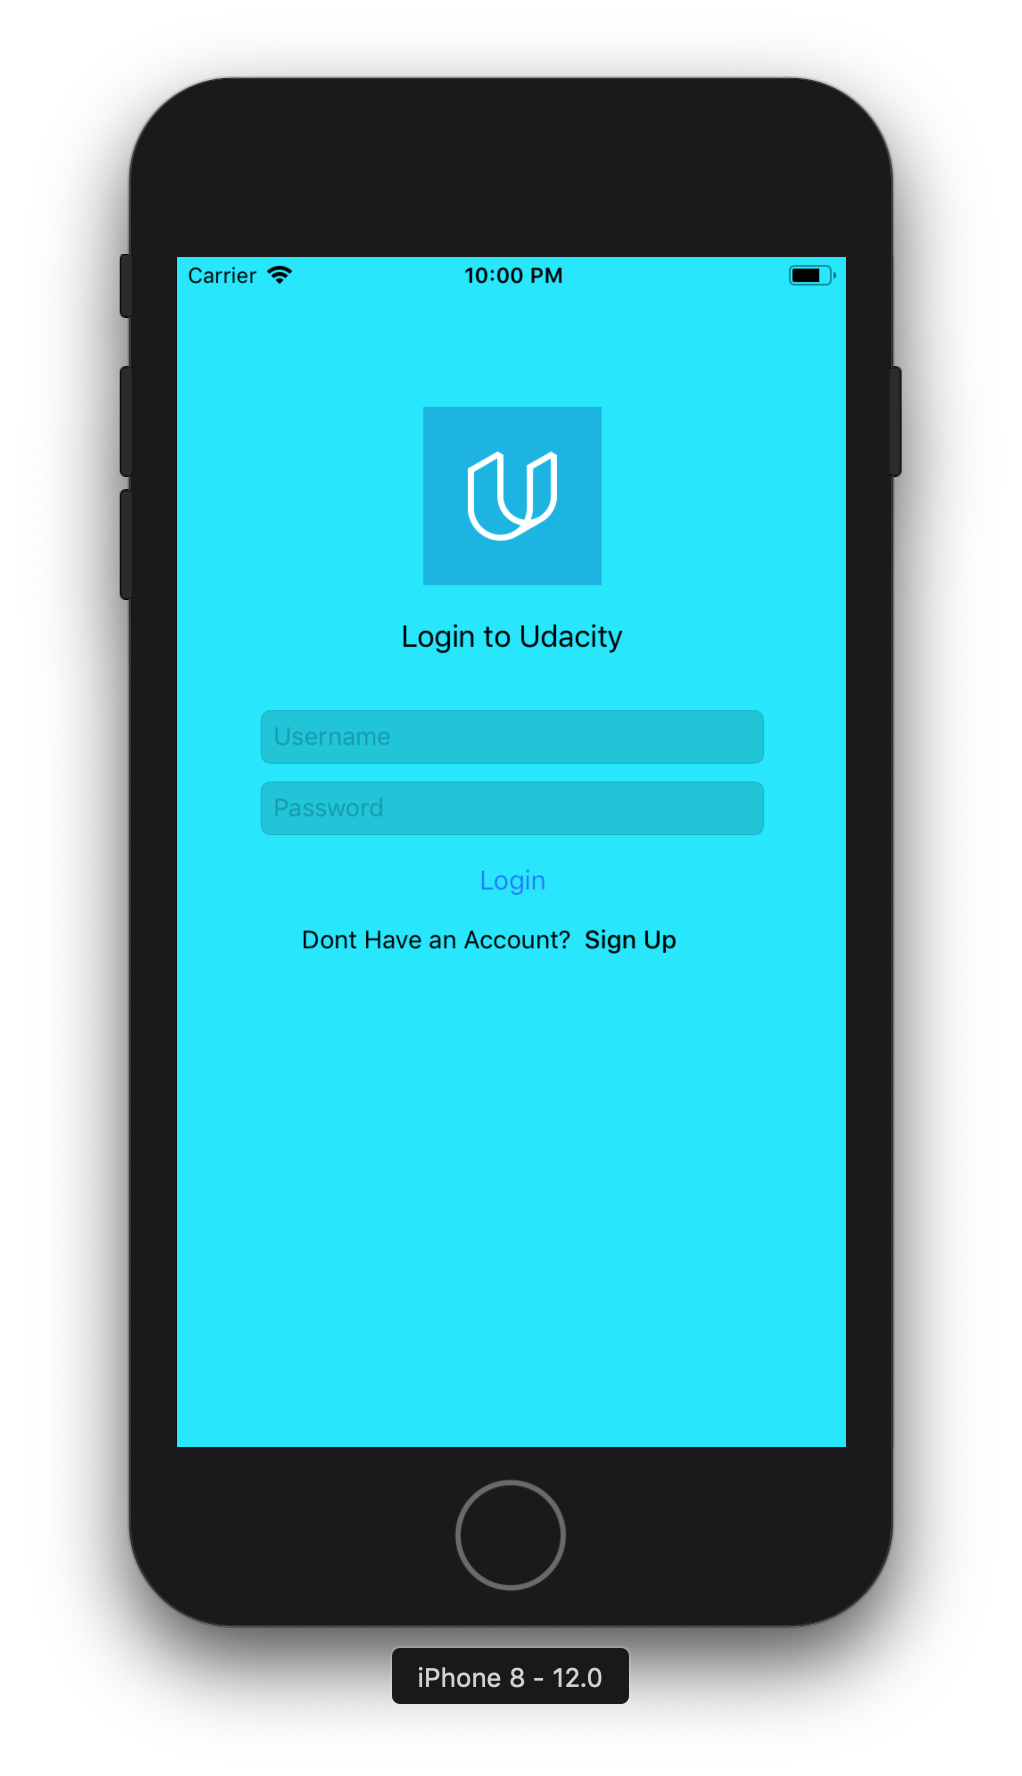 Carrier 10:00 PM
Login to Udacity
Username
Password
Login
Dont Have an Account? Sign Up
iPhone 8 - 12.0